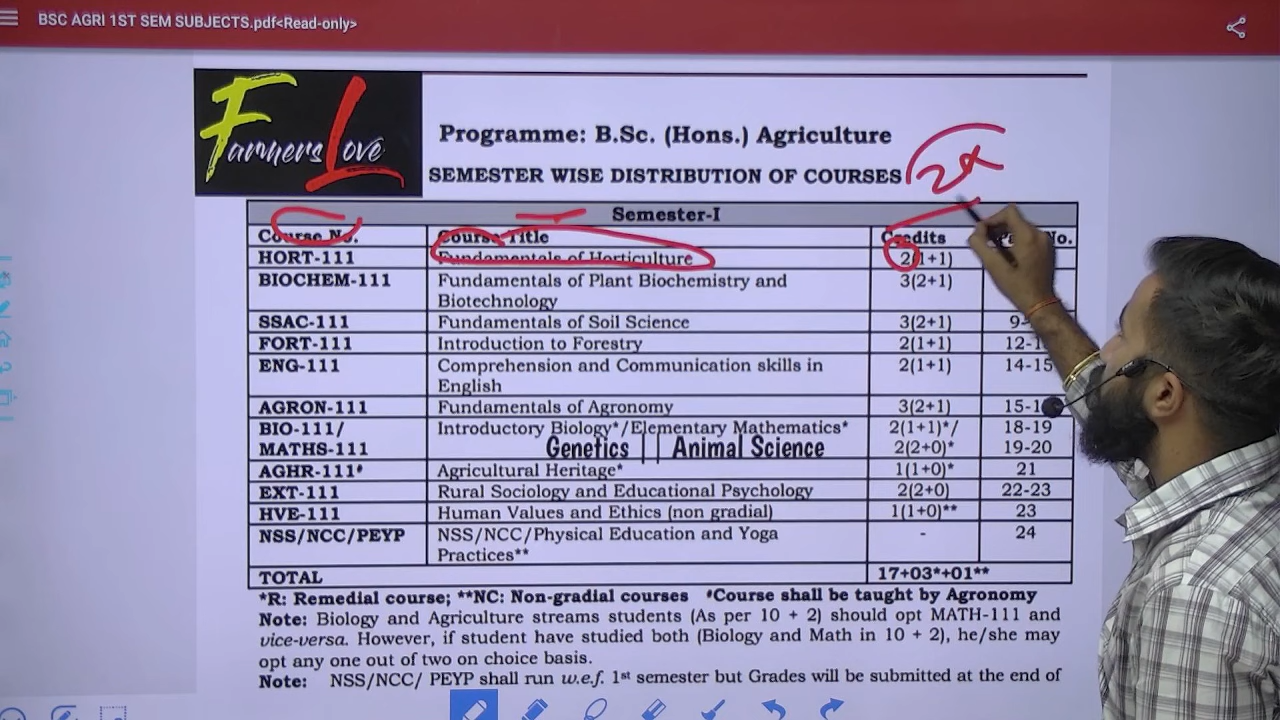 BSC AGRI 1ST SEM SUBJECTS.pdf<Read-only>
Farmers Love
Programme: B.Sc. (Hons.) Agriculture
SEMESTER WISE DISTRIBUTION OF COURSES
Semester-I
Course No. Course Title Credits No.
HORT-111 Fundamentals of Horticulture 2(1+1)
BIOCHEM-111 Fundamentals of Plant Biochemistry and 3(2+1)
Biotechnology
SSAC-111 Fundamentals of Soil Science 3(2+1) 9-
FORT-111 Introduction to Forestry 2(1+1) 12-1
ENG-111 Comprehension and Communication skills in 2(1+1) 14-15
English
AGRON-111 Fundamentals of Agronomy 3(2+1) 15-1
BIO-111/ Introductory Biology*/Elementary Mathematics* 2(1+1)*/ 18-19
MATHS-111 Genetics || Animal Science 2(2+0)* 19-20
AGHR-111# Agricultural Heritage* 1(1+0)* 21
EXT-111 Rural Sociology and Educational Psychology 2(2+0) 22-23
HVE-111 Human Values and Ethics (non gradial) 1(1+0)** 23
NSS/NCC/PEYP NSS/NCC/Physical Education and Yoga - 24
Practices**
TOTAL 17+03*+01**
*R: Remedial course; **NC: Non-gradial courses #Course shall be taught by Agronomy
Note: Biology and Agriculture streams students (As per 10 + 2) should opt MATH-111 and
vice-versa. However, if student have studied both (Biology and Math in 10 + 2), he/she may
opt any one out of two on choice basis.
Note: NSS/NCC/ PEYP shall run w.e.f. 1st semester but Grades will be submitted at the end of